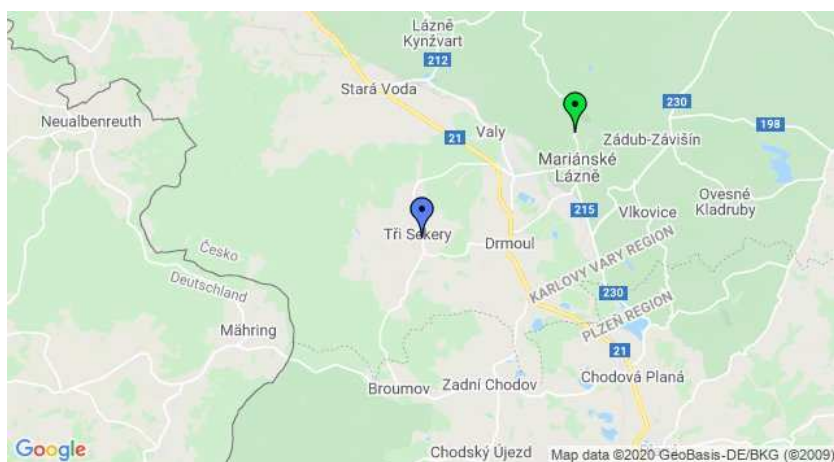 Lázně
Kynžvart
212
Stará Voda
230
Neualbenreuth
198
21
Valy
Zádub-Závišín
Mariánské
Lázně
Ovesné
Kladruby
215
Vlkovice
Tři Sekery
Drmoul
Česko
Deutschland
KARLOVY VARY REGION
PLZEŇ REGION
230
Mähring
21
Broumov
Zadní Chodov
Chodová Planá
Chodský Újezd
Google
Map data ©2020 GeoBasis-DE/BKG (©2009)